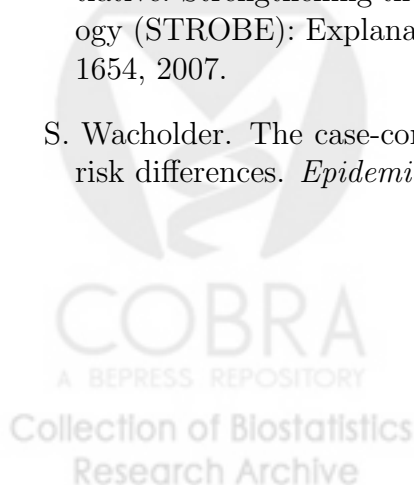 ogy (STROBE): Explana
1654, 2007.
S. Wacholder. The case-con
risk differences. Epidemi
COBRA
A BEPRESS REPOSITORY
Collection of Biostatistics
Research Archive